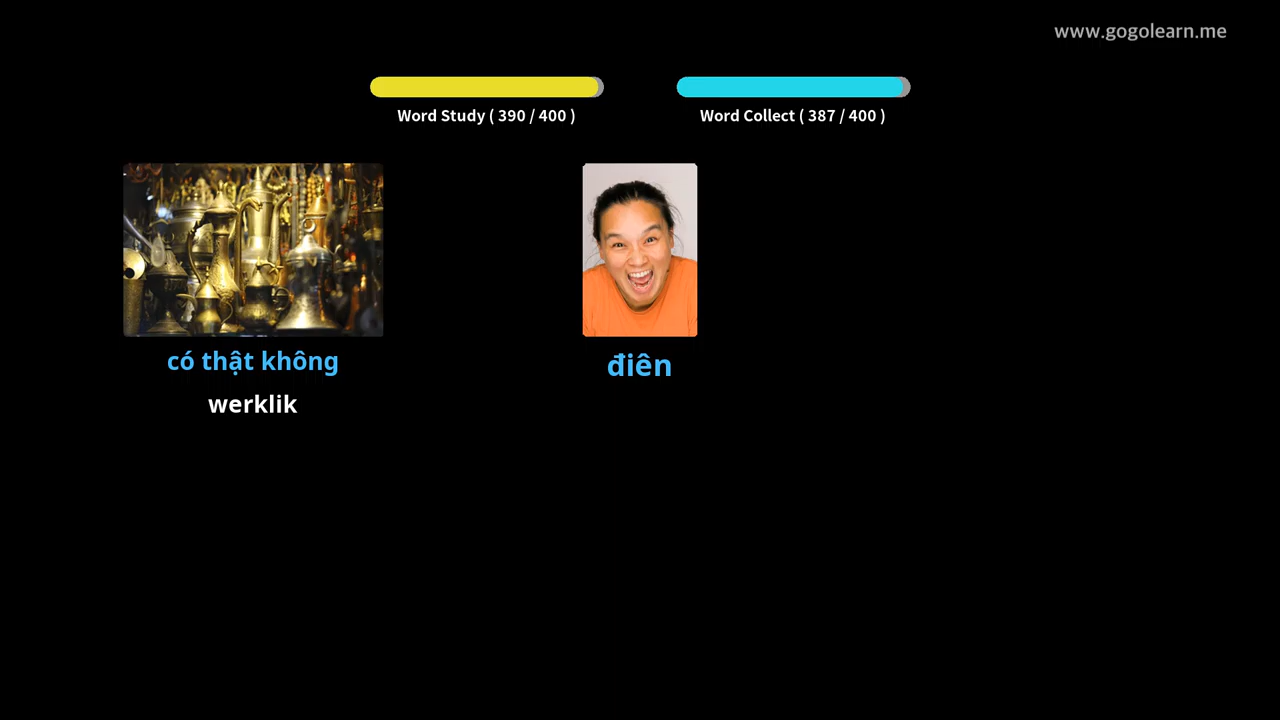 www.gogolearn.me
Word Study ( 390 / 400 )
Word Collect ( 387 / 400 )
có thật không
werklik
điên